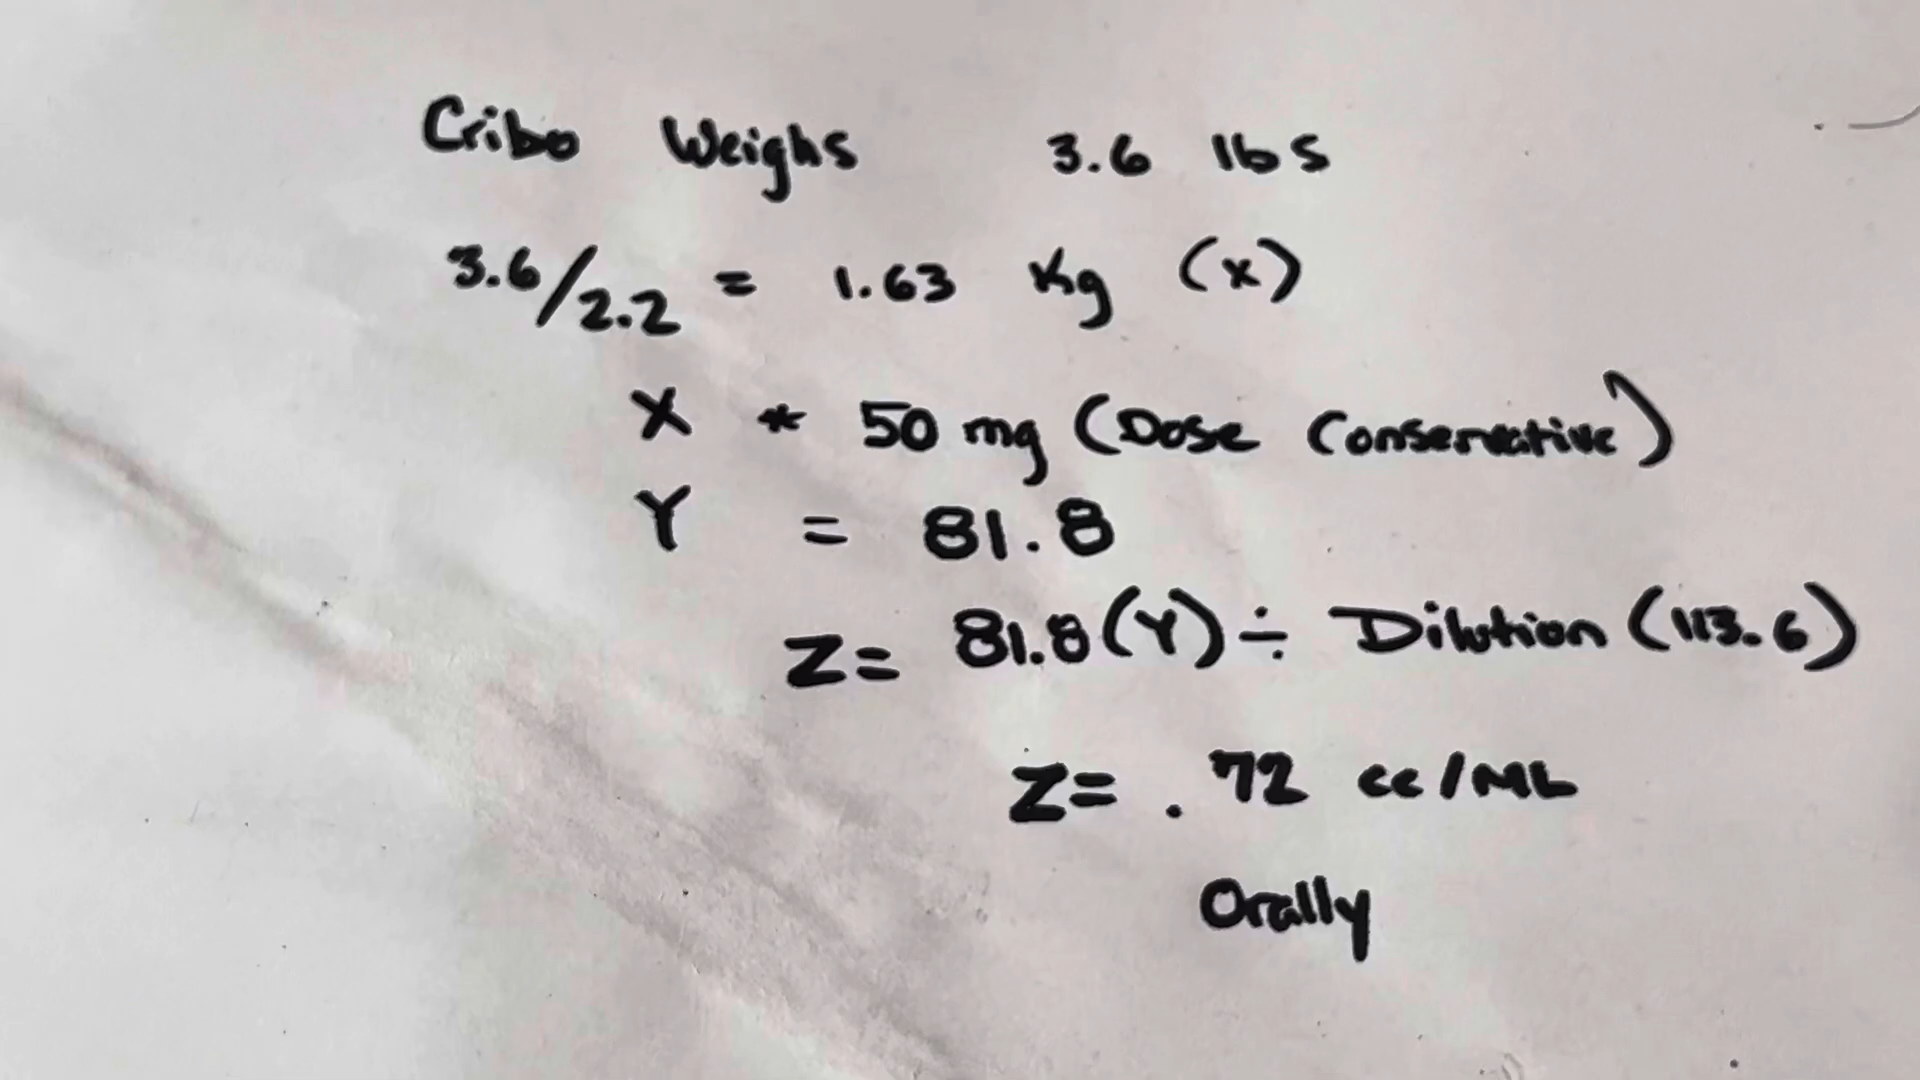 Cribo Weighs 3.6 lbs
3.6/2.2 = 1.63 Kg (x)
X * 50 mg (Dose Conservative)
Y = 81.8
Z= 81.8(Y) ÷ Dilution (113.6)
Z= .72 cc/ML
Orally